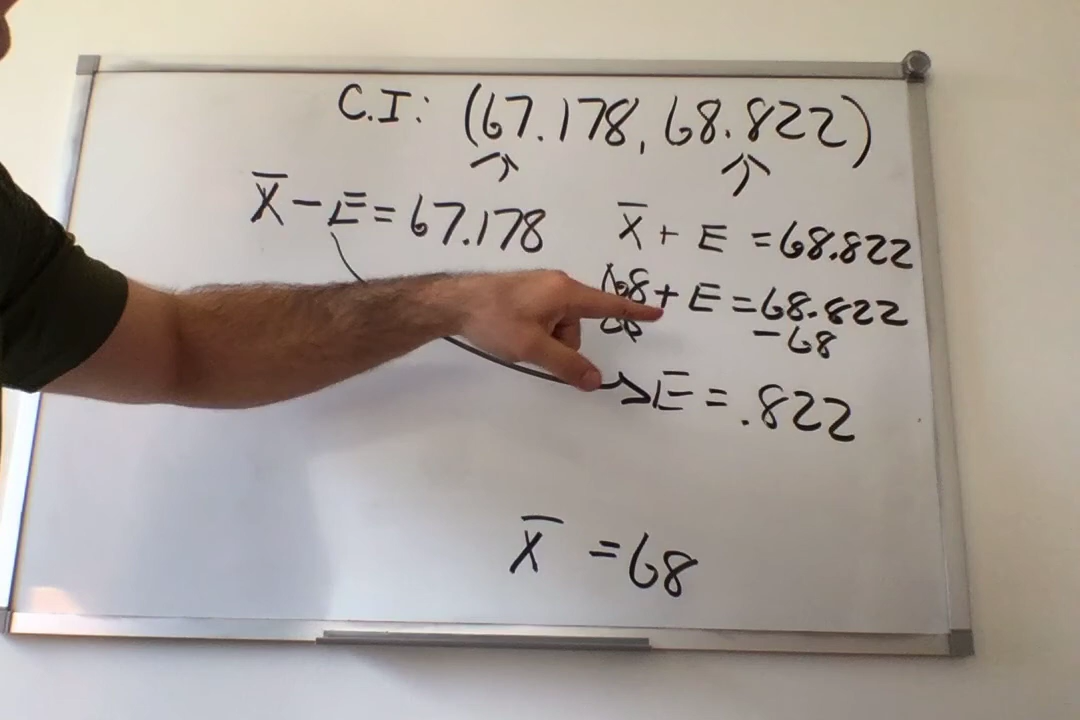 C.I: (67.178, 68.822)
X̄ - E = 67.178
X̄ + E = 68.822
68 + E = 68.822
-68
E = .822
X̄ = 68